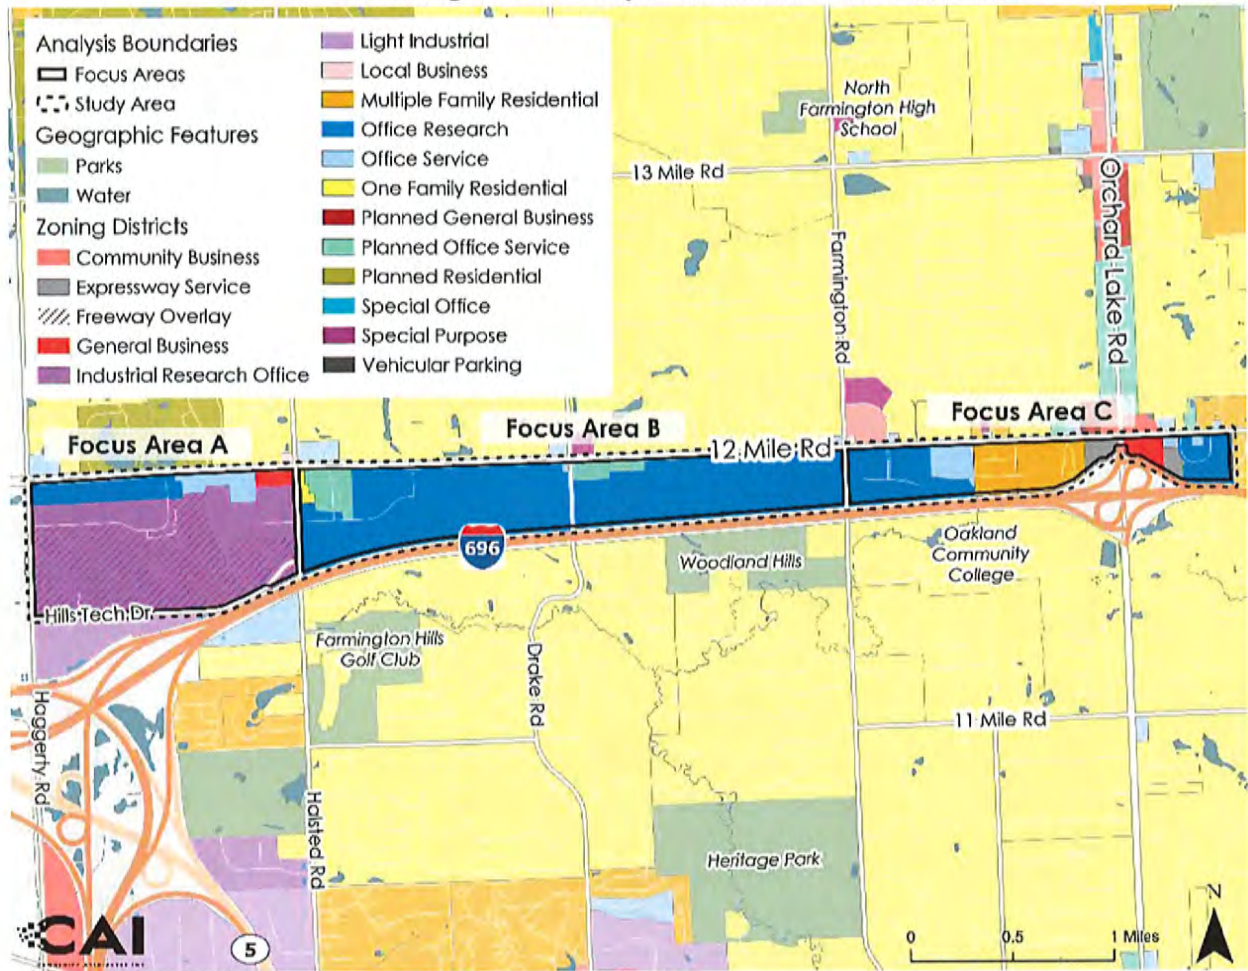 Analysis Boundaries
Focus Areas
Study Area
Geographic Features
Parks
Water
Zoning Districts
Community Business
Expressway Service
Freeway Overlay
General Business
Industrial Research Office
Light Industrial
Local Business
Multiple Family Residential
Office Research
Office Service
One Family Residential
Planned General Business
Planned Office Service
Planned Residential
Special Office
Special Purpose
Vehicular Parking
North
Farmington High
School
13 Mile Rd
Orchard Lake Rd
Farmington Rd
Focus Area A
Focus Area B
Focus Area C
12 Mile Rd
696
Hills Tech Dr
Woodland Hills
Oakland
Community
College
Farmington Hills
Golf Club
Drake Rd
Haggerty Rd
Halsted Rd
11 Mile Rd
Heritage Park
5
CAI
N
0 0.5 1 Miles